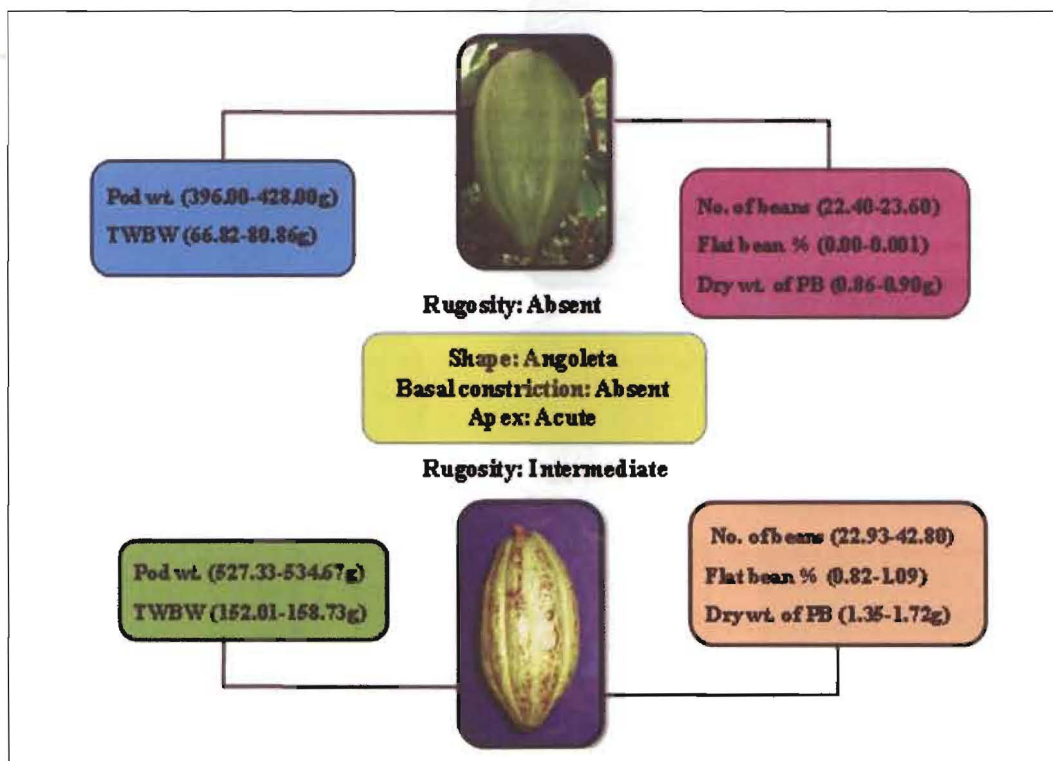 Pod wt. (396.00-428.00g)
TWBW (66.82-80.86g)
No. of beans (22.40-23.60)
Flat bean % (0.00-0.001)
Dry wt. of PB (0.86-0.90g)
Rugosity: Absent
Shape: Angoleta
Basal constriction: Absent
Apex: Acute
Rugosity: Intermediate
Pod wt. (527.33-534.67g)
TWBW (152.01-158.73g)
No. of beans (22.93-42.80)
Flat bean % (0.82-1.09)
Dry wt. of PB (1.35-1.72g)